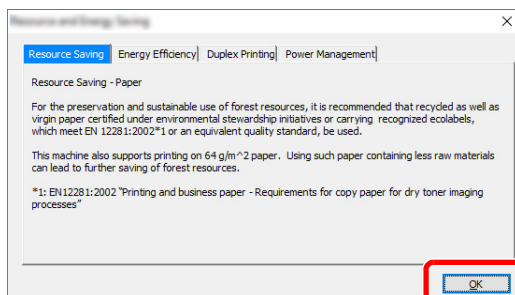 Resource and Energy Saving
Resource Saving Energy Efficiency Duplex Printing Power Management
Resource Saving - Paper
For the preservation and sustainable use of forest resources, it is recommended that recycled as well as
virgin paper certified under environmental stewardship initiatives or carrying recognized ecolabels,
which meet EN 12281:2002*1 or an equivalent quality standard, be used.
This machine also supports printing on 64 g/m^2 paper. Using such paper containing less raw materials
can lead to further saving of forest resources.
*1: EN12281:2002 "Printing and business paper - Requirements for copy paper for dry toner imaging
processes"
OK